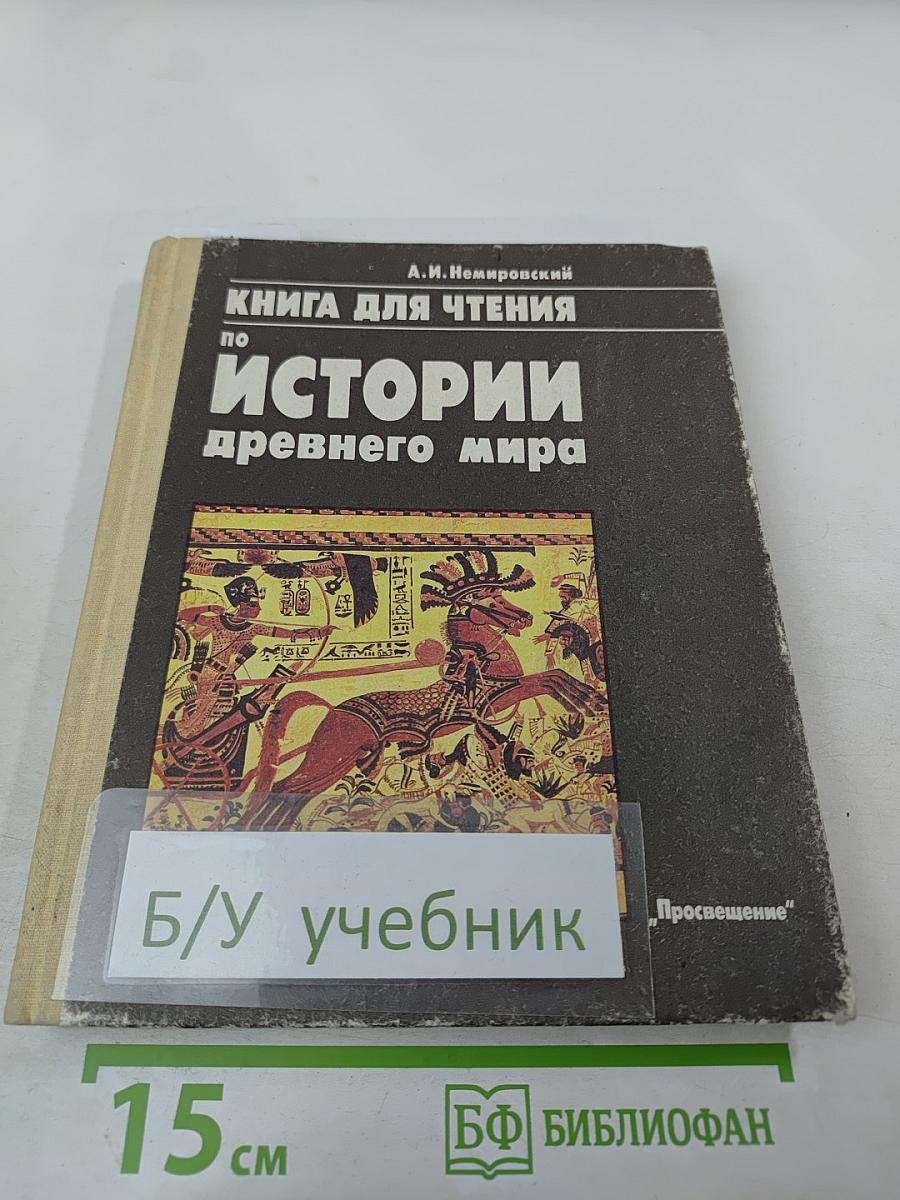 А.И.Немировский
КНИГА ДЛЯ ЧТЕНИЯ
по
ИСТОРИИ
древнего мира
Б/У учебник
„Просвещение“
15 см
БФ БИБЛИОФАН